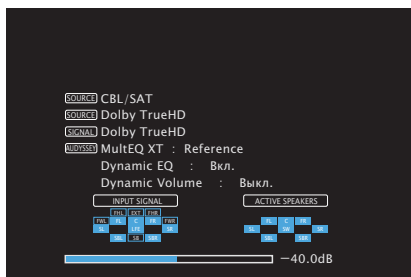 SOURCE CBL/SAT
SOURCE Dolby TrueHD
SIGNAL Dolby TrueHD
AUDYSSEY MultEQ XT : Reference
Dynamic EQ : Вкл.
Dynamic Volume : Выкл.
INPUT SIGNAL ACTIVE SPEAKERS
FHL EXT FHR
FWL FL C FR FWR FL C FR
SL LFE SR SL SW SR
SBL SB SBR SBL SBR
−40.0dB